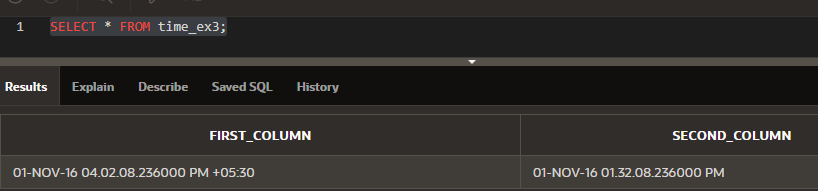 1 SELECT * FROM time_ex3;
Results Explain Describe Saved SQL History
FIRST_COLUMN SECOND_COLUMN
01-NOV-16 04.02.08.236000 PM +05:30 01-NOV-16 01.32.08.236000 PM